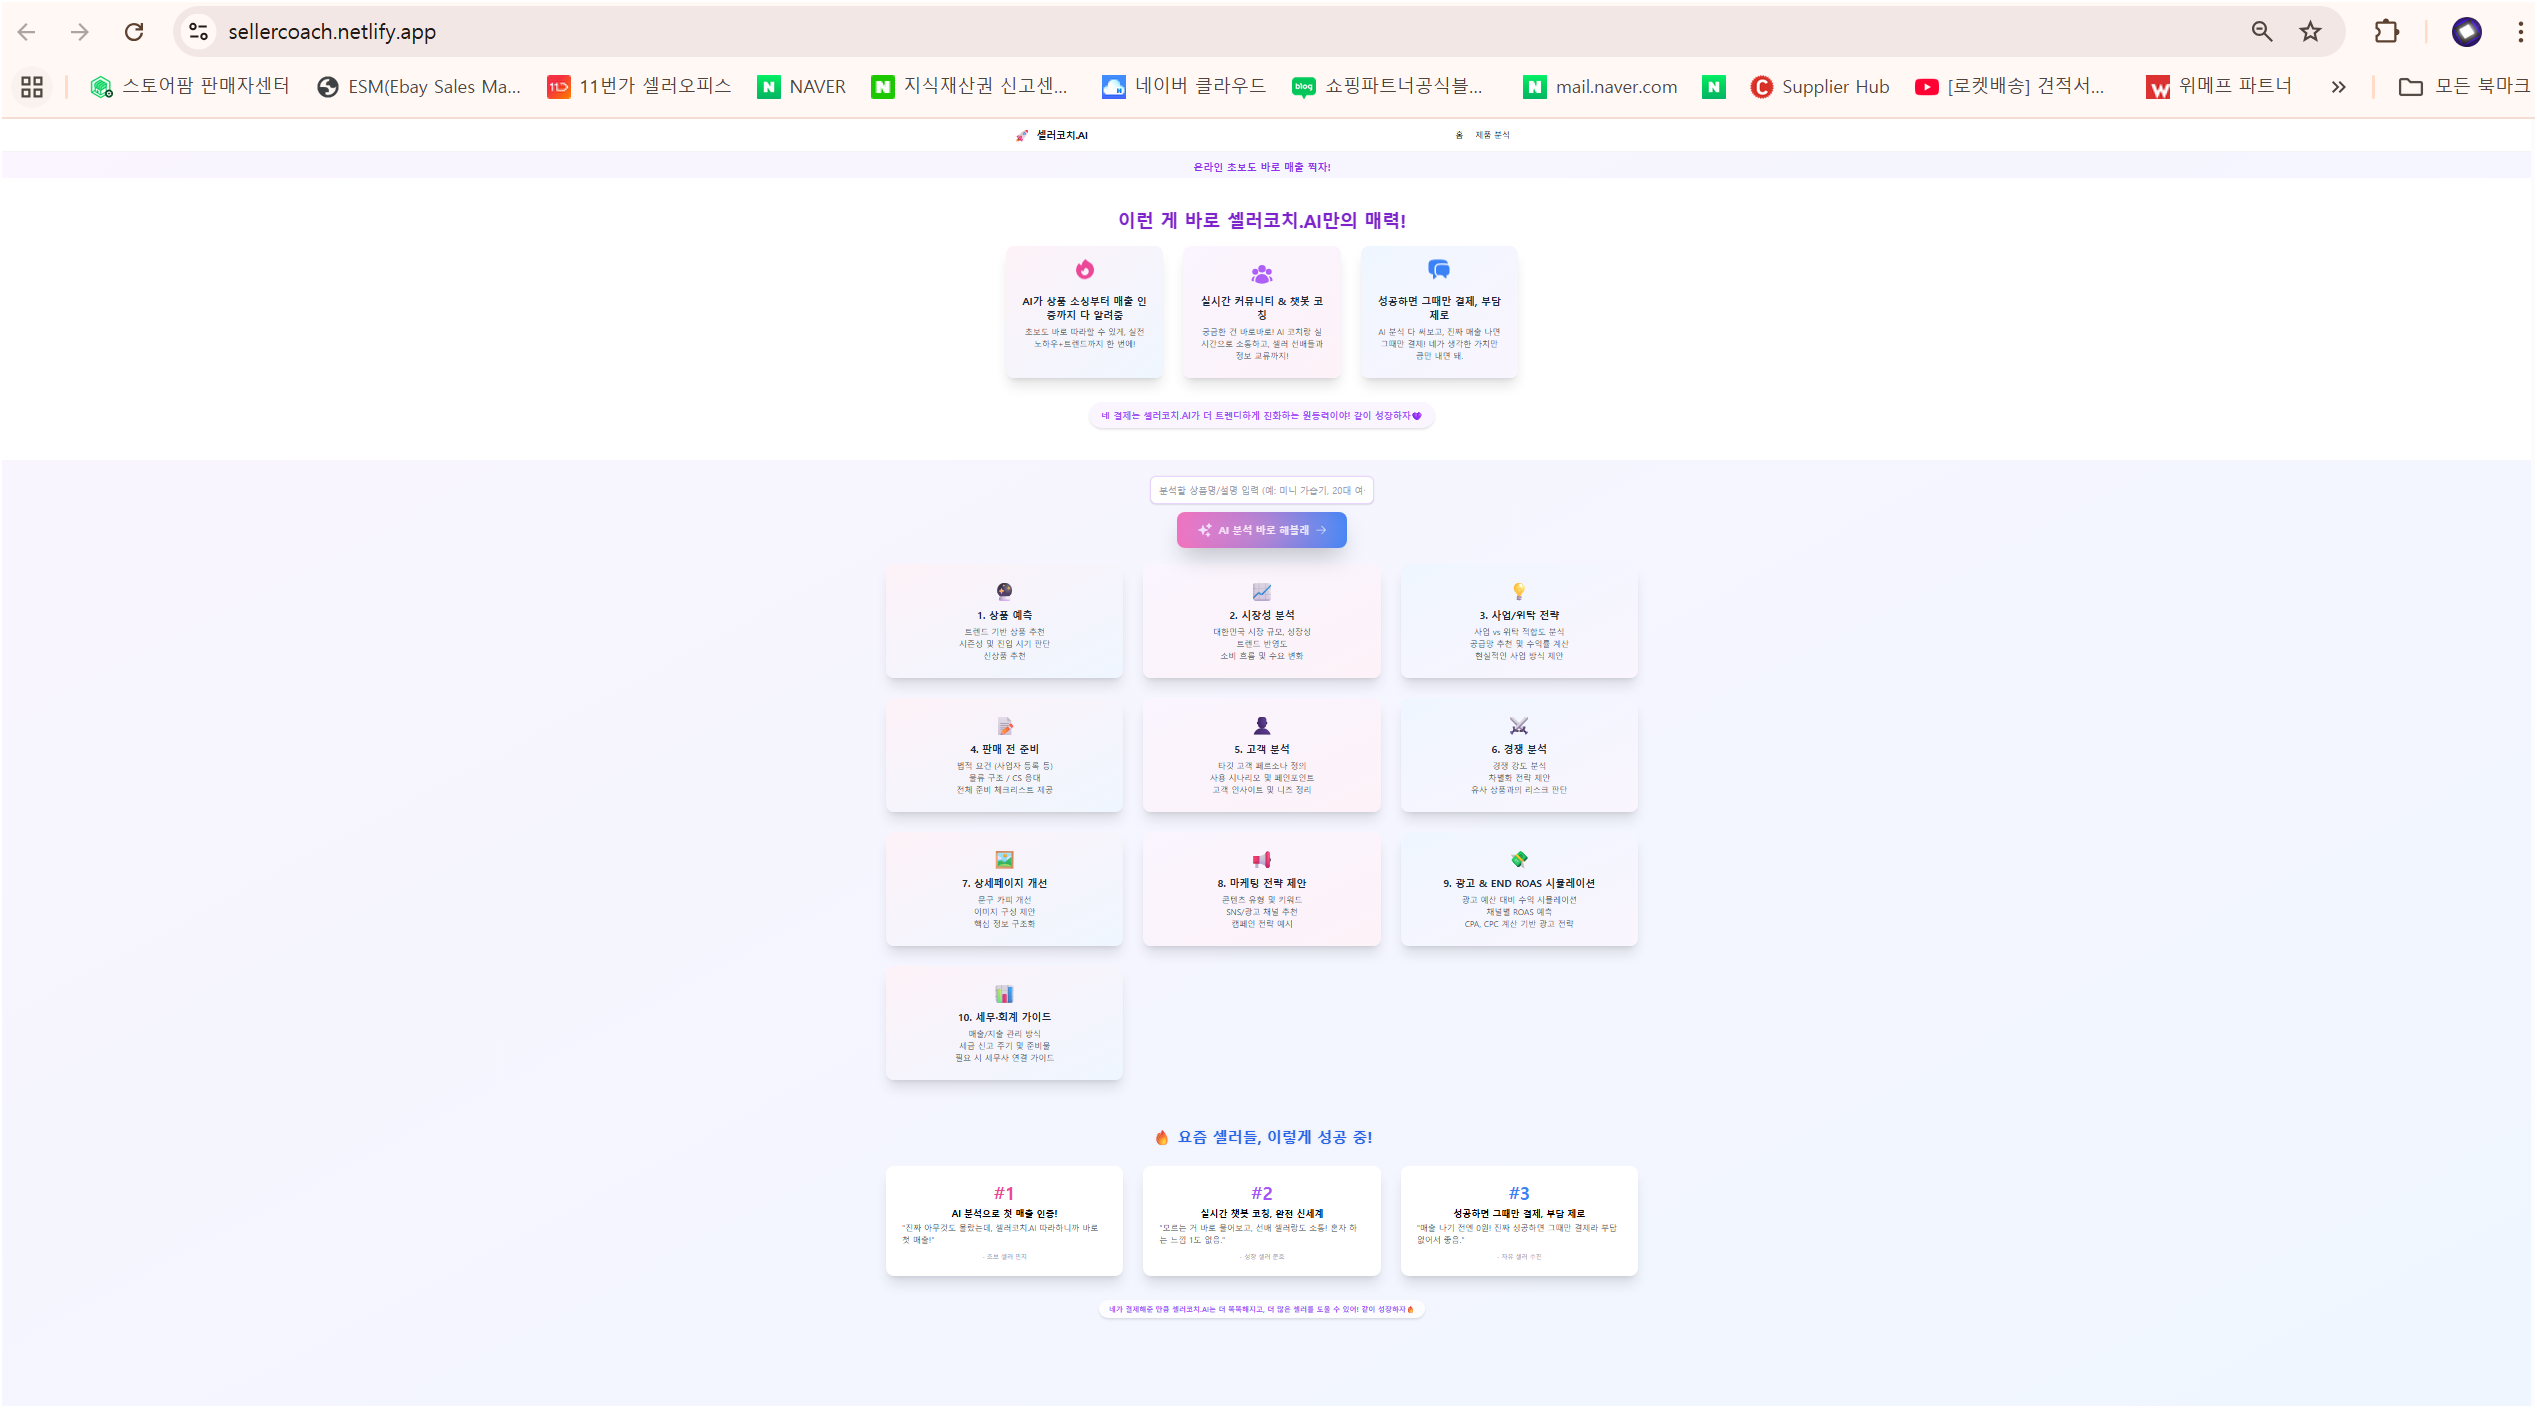 sellercoach.netlify.app
스토어팜 판매자센터 ESM(Ebay Sales Ma... 11번가 셀러오피스 NAVER 지식재산권 신고센... 네이버 클라우드 쇼핑파트너공식블... mail.naver.com Supplier Hub [로켓배송] 견적서... 위메프 파트너 » 모든 북마크
셀러코치.AI 홈 제품 분석
온라인 초보도 바로 매출 찍자!
이런 게 바로 셀러코치.AI만의 매력!
AI가 상품 소싱부터 매출 인
증까지 다 알려줌
초보도 바로 따라할 수 있게, 실전
노하우+트렌드까지 한 번에!
실시간 커뮤니티 & 챗봇 코
칭
궁금한 건 바로바로! AI 코치랑 실
시간으로 소통하고, 셀러 선배들과
정보 교류까지!
성공하면 그때만 결제, 부담
제로
AI 분석 다 써보고, 진짜 매출 나면
그때만 결제! 네가 생각한 가치만
큼만 내면 돼.
네 결제는 셀러코치.AI가 더 트렌디하게 진화하는 원동력이야! 같이 성장하자💜
분석할 상품명/설명 입력 (예: 미니 가습기, 20대 여
AI 분석 바로 해볼래 →
1. 상품 예측
트렌드 기반 상품 추천
시즌성 및 진입 시기 판단
신상품 추천
2. 시장성 분석
대한민국 시장 규모, 성장성
트렌드 반영도
소비 흐름 및 수요 변화
3. 사업/위탁 전략
사업 vs 위탁 적합도 분석
공급망 추천 및 수익률 계산
현실적인 사업 방식 제안
4. 판매 전 준비
법적 요건 (사업자 등록 등)
물류 구조 / CS 응대
전체 준비 체크리스트 제공
5. 고객 분석
타깃 고객 페르소나 정의
사용 시나리오 및 페인포인트
고객 인사이트 및 니즈 정리
6. 경쟁 분석
경쟁 강도 분석
차별화 전략 제안
유사 상품과의 리스크 판단
7. 상세페이지 개선
문구 카피 개선
이미지 구성 제안
핵심 정보 구조화
8. 마케팅 전략 제안
콘텐츠 유형 및 키워드
SNS/광고 채널 추천
캠페인 전략 예시
9. 광고 & END ROAS 시뮬레이션
광고 예산 대비 수익 시뮬레이션
채널별 ROAS 예측
CPA, CPC 계산 기반 광고 전략
10. 세무·회계 가이드
매출/지출 관리 방식
세금 신고 주기 및 준비물
필요 시 세무사 연결 가이드
🔥 요즘 셀러들, 이렇게 성공 중!
#1
AI 분석으로 첫 매출 인증!
"진짜 아무것도 몰랐는데, 셀러코치.AI 따라하니까 바로
첫 매출!"
- 초보 셀러 민지
#2
실시간 챗봇 코칭, 완전 신세계
"모르는 거 바로 물어보고, 선배 셀러랑도 소통! 혼자 하
는 느낌 1도 없음."
- 성장 셀러 준호
#3
성공하면 그때만 결제, 부담 제로
"매출 나기 전엔 0원! 진짜 성공하면 그때만 결제라 부담
없어서 좋음."
- 자유 셀러 수진
네가 결제해준 만큼 셀러코치.AI는 더 똑똑해지고, 더 많은 셀러를 도울 수 있어! 같이 성장하자🔥